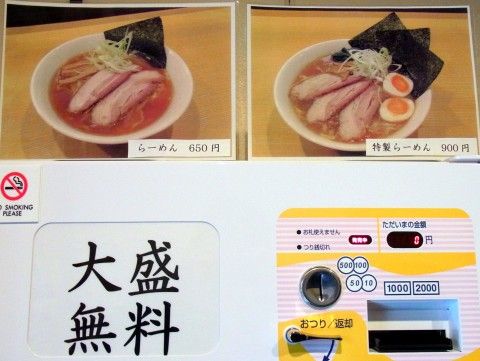 らーめん 650円
特製らーめん 900円
NO SMOKING
PLEASE
大盛
無料
●お札使えません
●つり銭切れ
発売中
ただいまの金額
0円
500 100
50 10
1000 2000
おつり/返却